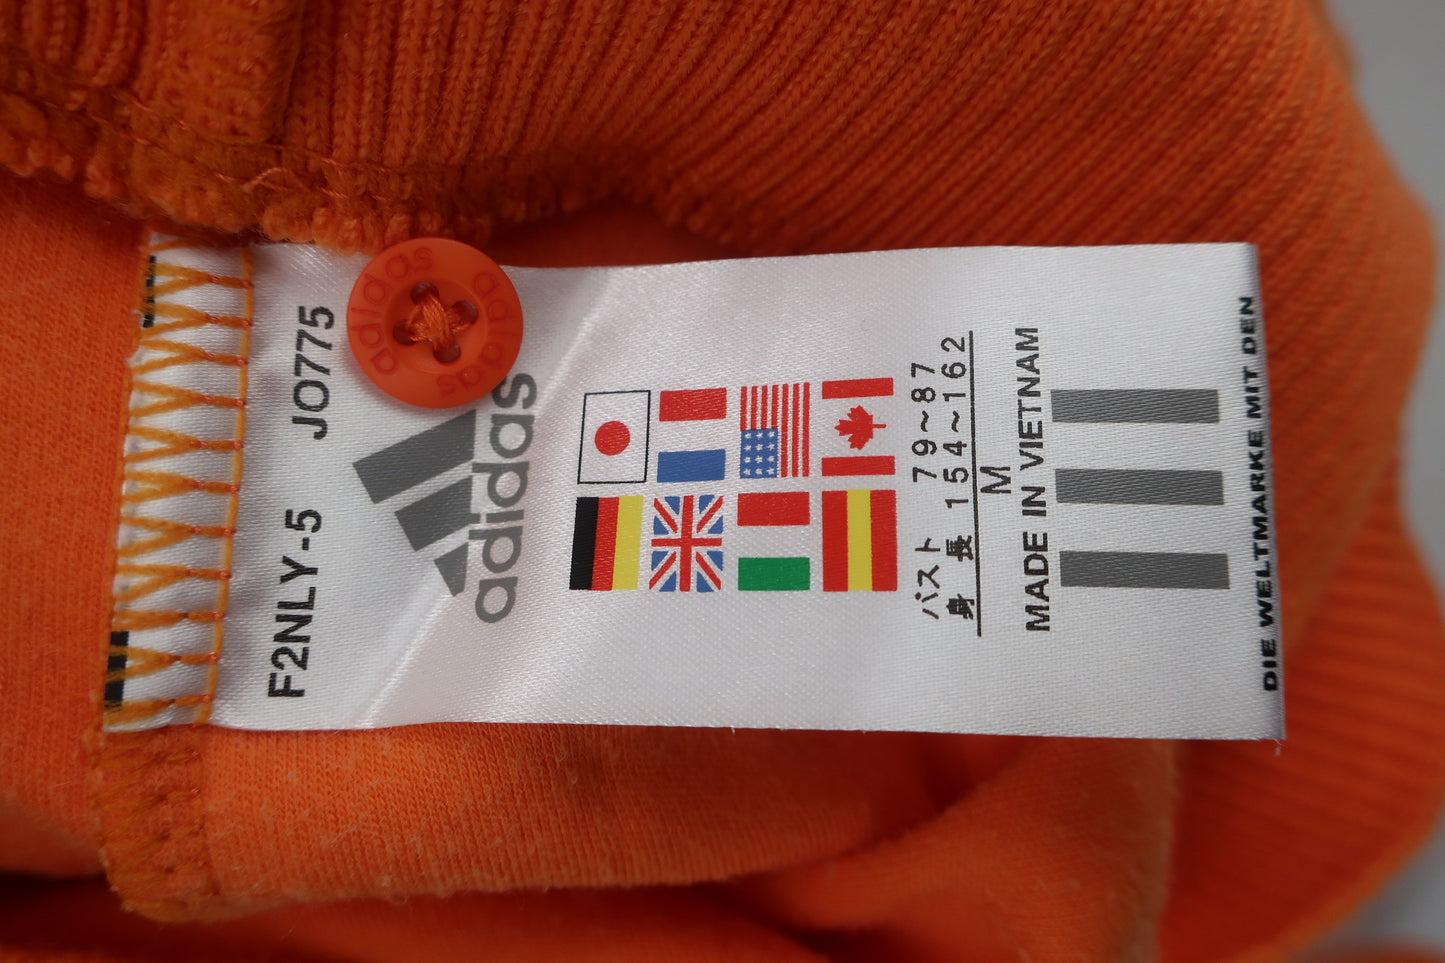 F2NLY-5 JO775
adidas adidas adidas
adidas
バスト 79~87
身長 154~162
M
MADE IN VIETNAM
DIE WELTMARKE MIT DEN